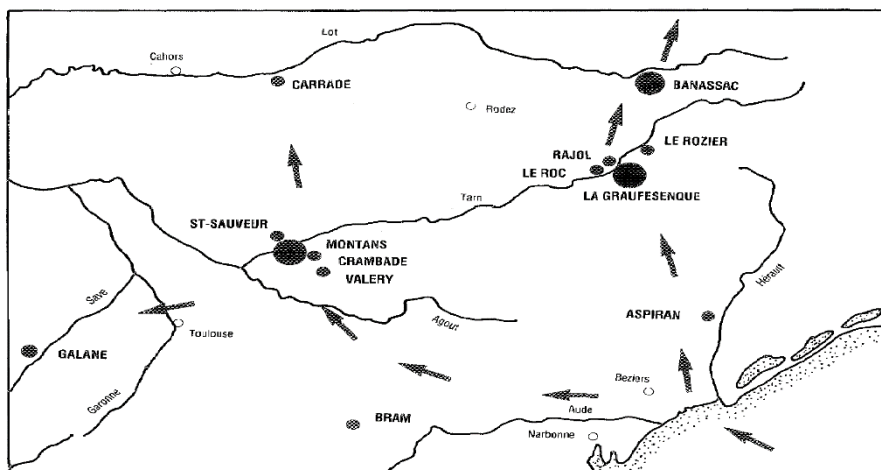 Lot
Cahors
CARRADE
BANASSAC
Rodez
RAJOL
LE ROZIER
LE ROC
LA GRAUFESENQUE
Tarn
ST-SAUVEUR
MONTANS
CRAMBADE
VALERY
Hérault
Save
Agout
ASPIRAN
Toulouse
GALANE
Garonne
Beziers
BRAM
Aude
Narbonne